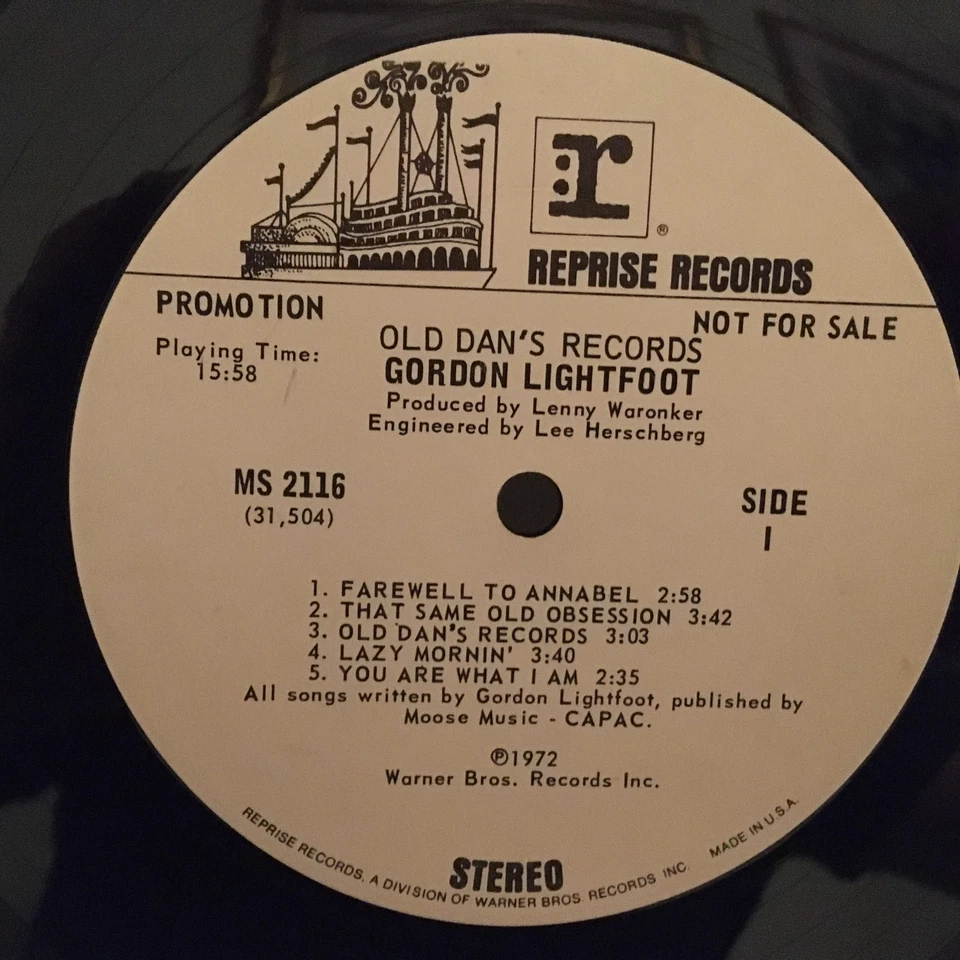 r ®
REPRISE RECORDS
PROMOTION
NOT FOR SALE
Playing Time:
15:58
OLD DAN'S RECORDS
GORDON LIGHTFOOT
Produced by Lenny Waronker
Engineered by Lee Herschberg
MS 2116
(31,504)
SIDE
1
1. FAREWELL TO ANNABEL 2:58
2. THAT SAME OLD OBSESSION 3:42
3. OLD DAN'S RECORDS 3:03
4. LAZY MORNIN' 3:40
5. YOU ARE WHAT I AM 2:35
All songs written by Gordon Lightfoot, published by
Moose Music - CAPAC.
℗1972
Warner Bros. Records Inc.
STEREO
REPRISE RECORDS, A DIVISION OF WARNER BROS. RECORDS INC. MADE IN U.S.A.